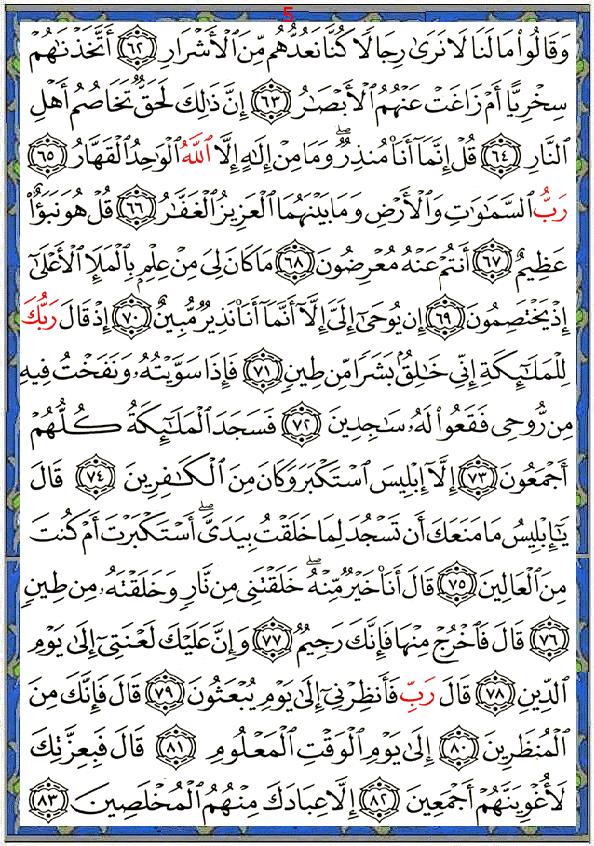 5
وَقَالُوا۟ مَا لَنَا لَا نَرَىٰ رِجَالًا كُنَّا نَعُدُّهُم مِّنَ ٱلْأَشْرَارِ ﴿٦٢﴾ أَتَّخَذْنَٰهُمْ
سِخْرِيًّا أَمْ زَاغَتْ عَنْهُمُ ٱلْأَبْصَٰرُ ﴿٦٣﴾ إِنَّ ذَٰلِكَ لَحَقٌّ تَخَاصُمُ أَهْلِ
ٱلنَّارِ ﴿٦٤﴾ قُلْ إِنَّمَآ أَنَا۠ مُنذِرٌ ۖ وَمَا مِنْ إِلَٰهٍ إِلَّا ٱللَّهُ ٱلْوَٰحِدُ ٱلْقَهَّارُ ﴿٦٥﴾
رَبُّ ٱلسَّمَٰوَٰتِ وَٱلْأَرْضِ وَمَا بَيْنَهُمَا ٱلْعَزِيزُ ٱلْغَفَّٰرُ ﴿٦٦﴾ قُلْ هُوَ نَبَؤٌا۟
عَظِيمٌ ﴿٦٧﴾ أَنتُمْ عَنْهُ مُعْرِضُونَ ﴿٦٨﴾ مَا كَانَ لِىَ مِنْ عِلْمٍۭ بِٱلْمَلَإِ ٱلْأَعْلَىٰٓ
إِذْ يَخْتَصِمُونَ ﴿٦٩﴾ إِن يُوحَىٰٓ إِلَىَّ إِلَّآ أَنَّمَآ أَنَا۠ نَذِيرٌ مُّبِينٌ ﴿٧٠﴾ إِذْ قَالَ رَبُّكَ
لِلْمَلَٰٓئِكَةِ إِنِّى خَٰلِقٌۢ بَشَرًا مِّن طِينٍ ﴿٧١﴾ فَإِذَا سَوَّيْتُهُۥ وَنَفَخْتُ فِيهِ
مِن رُّوحِى فَقَعُوا۟ لَهُۥ سَٰجِدِينَ ﴿٧٢﴾ فَسَجَدَ ٱلْمَلَٰٓئِكَةُ كُلُّهُمْ
أَجْمَعُونَ ﴿٧٣﴾ إِلَّآ إِبْلِيسَ ٱسْتَكْبَرَ وَكَانَ مِنَ ٱلْكَٰفِرِينَ ﴿٧٤﴾ قَالَ
يَٰٓإِبْلِيسُ مَا مَنَعَكَ أَن تَسْجُدَ لِمَا خَلَقْتُ بِيَدَىَّ ۖ أَسْتَكْبَرْتَ أَمْ كُنتَ
مِنَ ٱلْعَالِينَ ﴿٧٥﴾ قَالَ أَنَا۠ خَيْرٌ مِّنْهُ ۖ خَلَقْتَنِى مِن نَّارٍ وَخَلَقْتَهُۥ مِن طِينٍ
﴿٧٦﴾ قَالَ فَٱخْرُجْ مِنْهَا فَإِنَّكَ رَجِيمٌ ﴿٧٧﴾ وَإِنَّ عَلَيْكَ لَعْنَتِىٓ إِلَىٰ يَوْمِ
ٱلدِّينِ ﴿٧٨﴾ قَالَ رَبِّ فَأَنظِرْنِىٓ إِلَىٰ يَوْمِ يُبْعَثُونَ ﴿٧٩﴾ قَالَ فَإِنَّكَ مِنَ
ٱلْمُنظَرِينَ ﴿٨٠﴾ إِلَىٰ يَوْمِ ٱلْوَقْتِ ٱلْمَعْلُومِ ﴿٨١﴾ قَالَ فَبِعِزَّتِكَ
لَأُغْوِيَنَّهُمْ أَجْمَعِينَ ﴿٨٢﴾ إِلَّا عِبَادَكَ مِنْهُمُ ٱلْمُخْلَصِينَ ﴿٨٣﴾